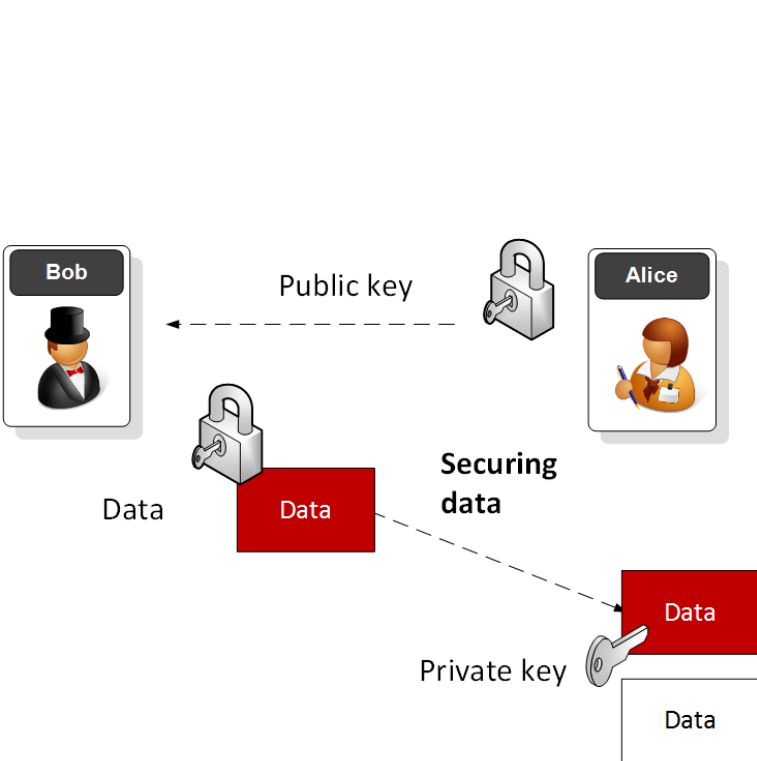 Bob
Alice
Public key
Securing
data
Data
Data
Data
Private key
Data